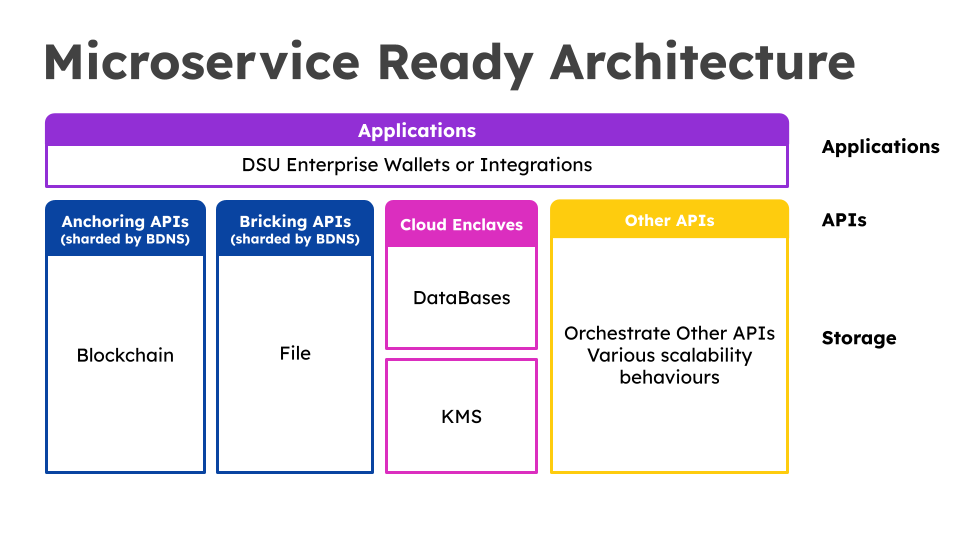 Microservice Ready Architecture
Applications
DSU Enterprise Wallets or Integrations
Applications
Anchoring APIs
(sharded by BDNS)
Bricking APIs
(sharded by BDNS)
Cloud Enclaves
Other APIs
APIs
Blockchain
File
DataBases
KMS
Orchestrate Other APIs
Various scalability
behaviours
Storage